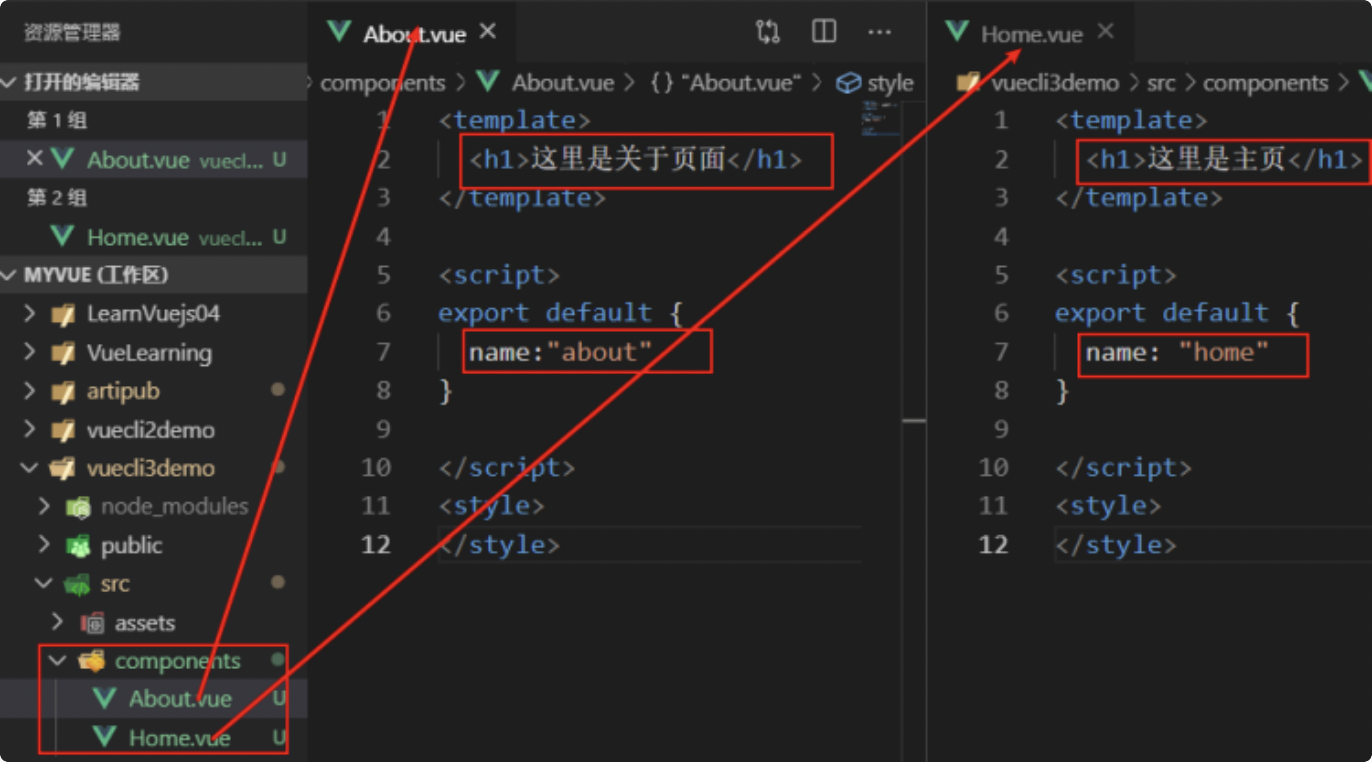 资源管理器
打开的编辑器
第 1 组
About.vue vuecl... U
第 2 组
Home.vue vuecl... U
MYVUE (工作区)
LearnVuejs04
VueLearning
artipub
vuecli2demo
vuecli3demo
node_modules
public
src
assets
components
About.vue U
Home.vue U
About.vue
components > About.vue > {} "About.vue" > style
1 <template>
2 <h1>这里是关于页面</h1>
3 </template>
4
5 <script>
6 export default {
7 name:"about"
8 }
9
10 </script>
11 <style>
12 </style>
Home.vue
vuecli3demo > src > components >
1 <template>
2 <h1>这里是主页</h1>
3 </template>
4
5 <script>
6 export default {
7 name: "home"
8 }
9
10 </script>
11 <style>
12 </style>